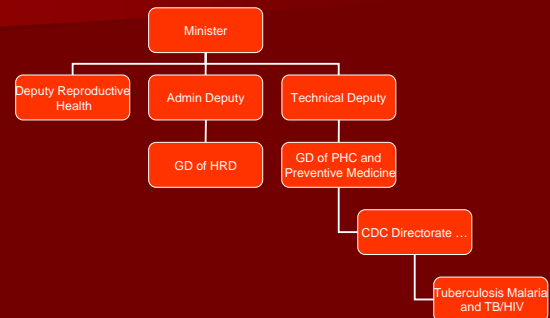 Minister
Deputy Reproductive
Health
Admin Deputy
Technical Deputy
GD of HRD
GD of PHC and
Preventive Medicine
CDC Directorate …
Tuberculosis Malaria
and TB/HIV